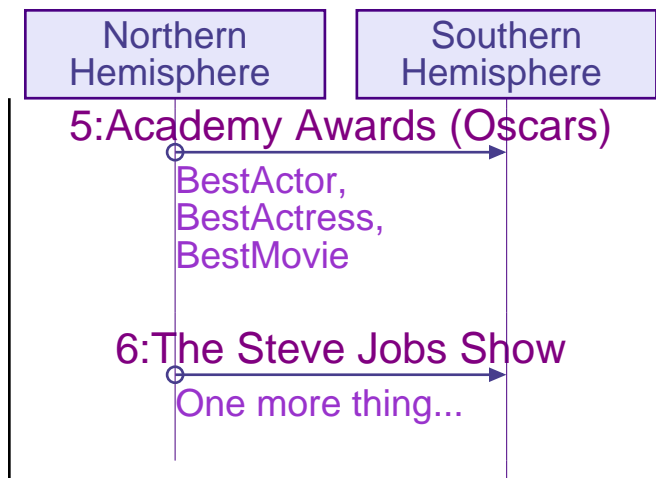 Northern
Hemisphere
Southern
Hemisphere
5:Academy Awards (Oscars)
BestActor,
BestActress,
BestMovie
6:The Steve Jobs Show
One more thing...